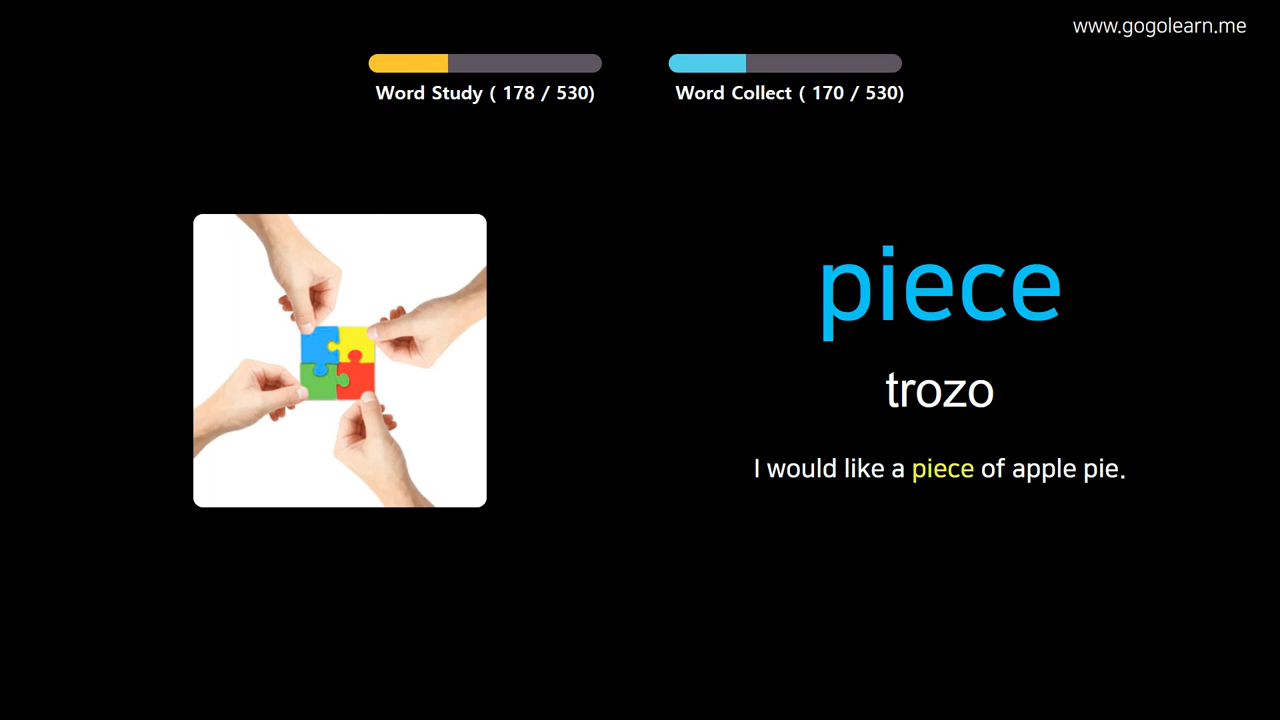 www.gogolearn.me
Word Study ( 178 / 530)
Word Collect ( 170 / 530)
piece
trozo
I would like a piece of apple pie.